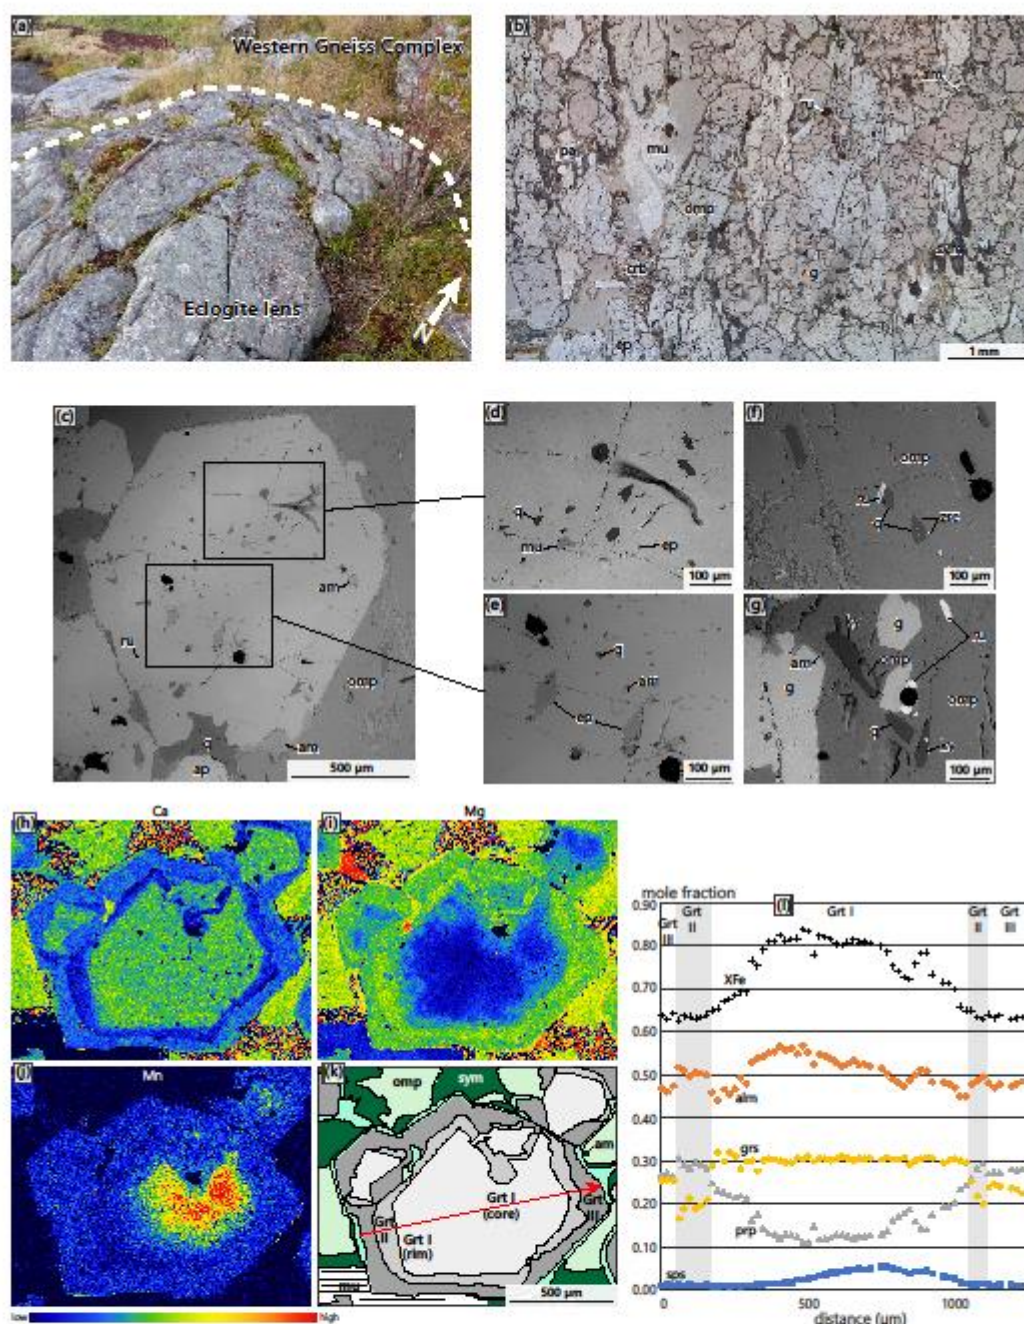 (a)
Western Gneiss Complex
Eclogite lens
N
(b)
pa
mu
omp
crb
g
ep
1 mm
(c)
am
ru
omp
q
ap
am
500 µm
(d)
q
mu
ep
100 µm
(e)
q
am
ep
100 µm
(f)
omp
q
100 µm
(g)
g
ru
am
omp
g
omp
q
100 µm
Ca
(h)
Mg
(i)
Mn
(j)
(k)
omp
sym
am
Grt I
(core)
Grt
III
Grt
II
Grt I
(rim)
mu
500 µm
low
high
mole fraction
(l)
0.90
Grt
III
Grt
II
Grt I
Grt
II
Grt
III
0.80
XFe
0.70
0.60
0.50
alm
0.40
grs
0.30
0.20
prp
0.10
sps
0.00
0
500
1000
distance (µm)